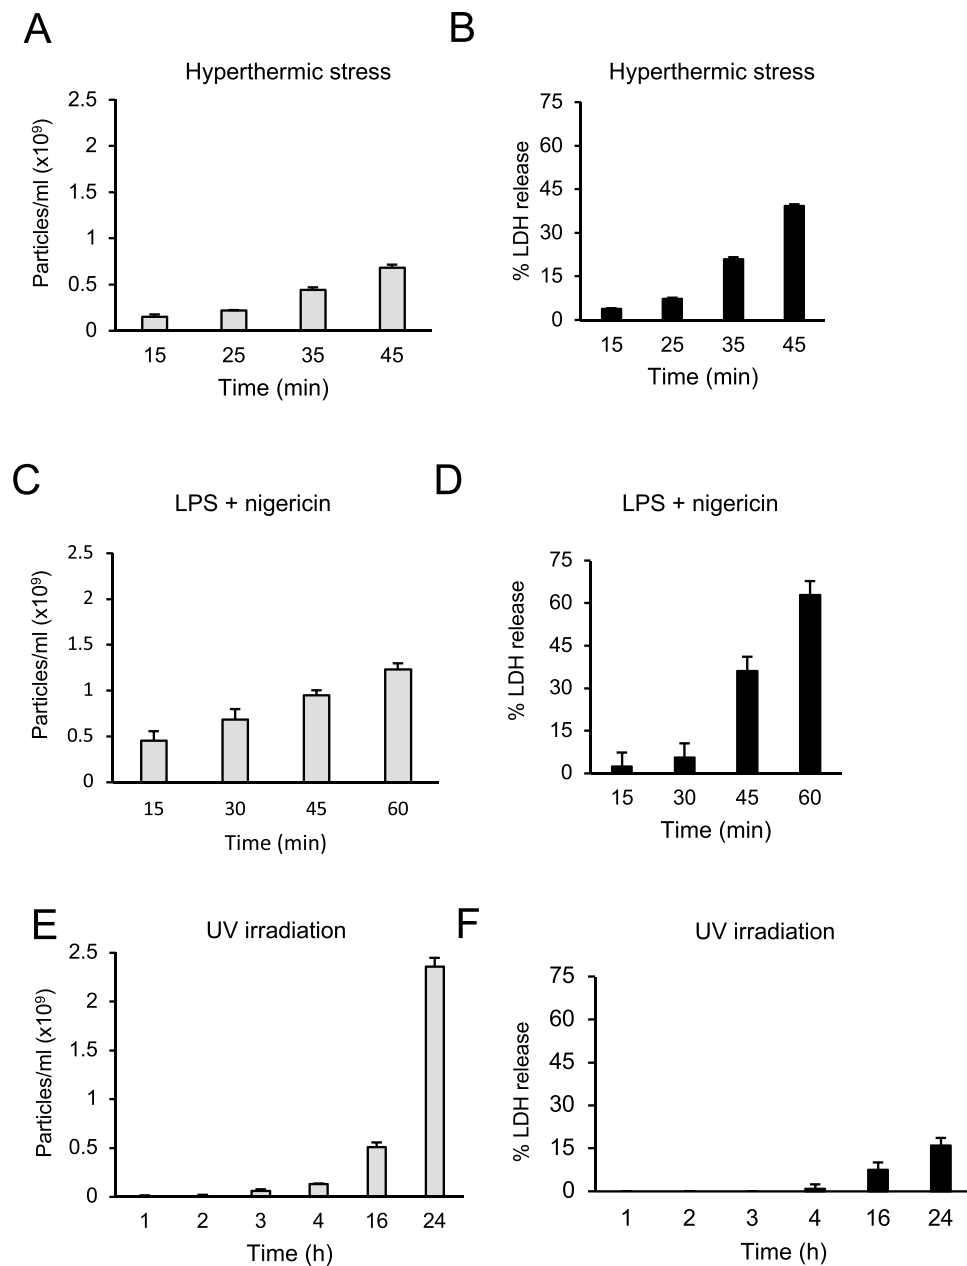 A
Hyperthermic stress
Particles/ml (x10⁹)
2.5
2
1.5
1
0.5
0
15 25 35 45
Time (min)
B
Hyperthermic stress
% LDH release
75
60
45
30
15
0
15 25 35 45
Time (min)
C
LPS + nigericin
Particles/ml (x10⁹)
2.5
2
1.5
1
0.5
0
15 30 45 60
Time (min)
D
LPS + nigericin
% LDH release
75
60
45
30
15
0
15 30 45 60
Time (min)
E
UV irradiation
Particles/ml (x10⁹)
2.5
2
1.5
1
0.5
0
1 2 3 4 16 24
Time (h)
F
UV irradiation
% LDH release
75
60
45
30
15
0
1 2 3 4 16 24
Time (h)